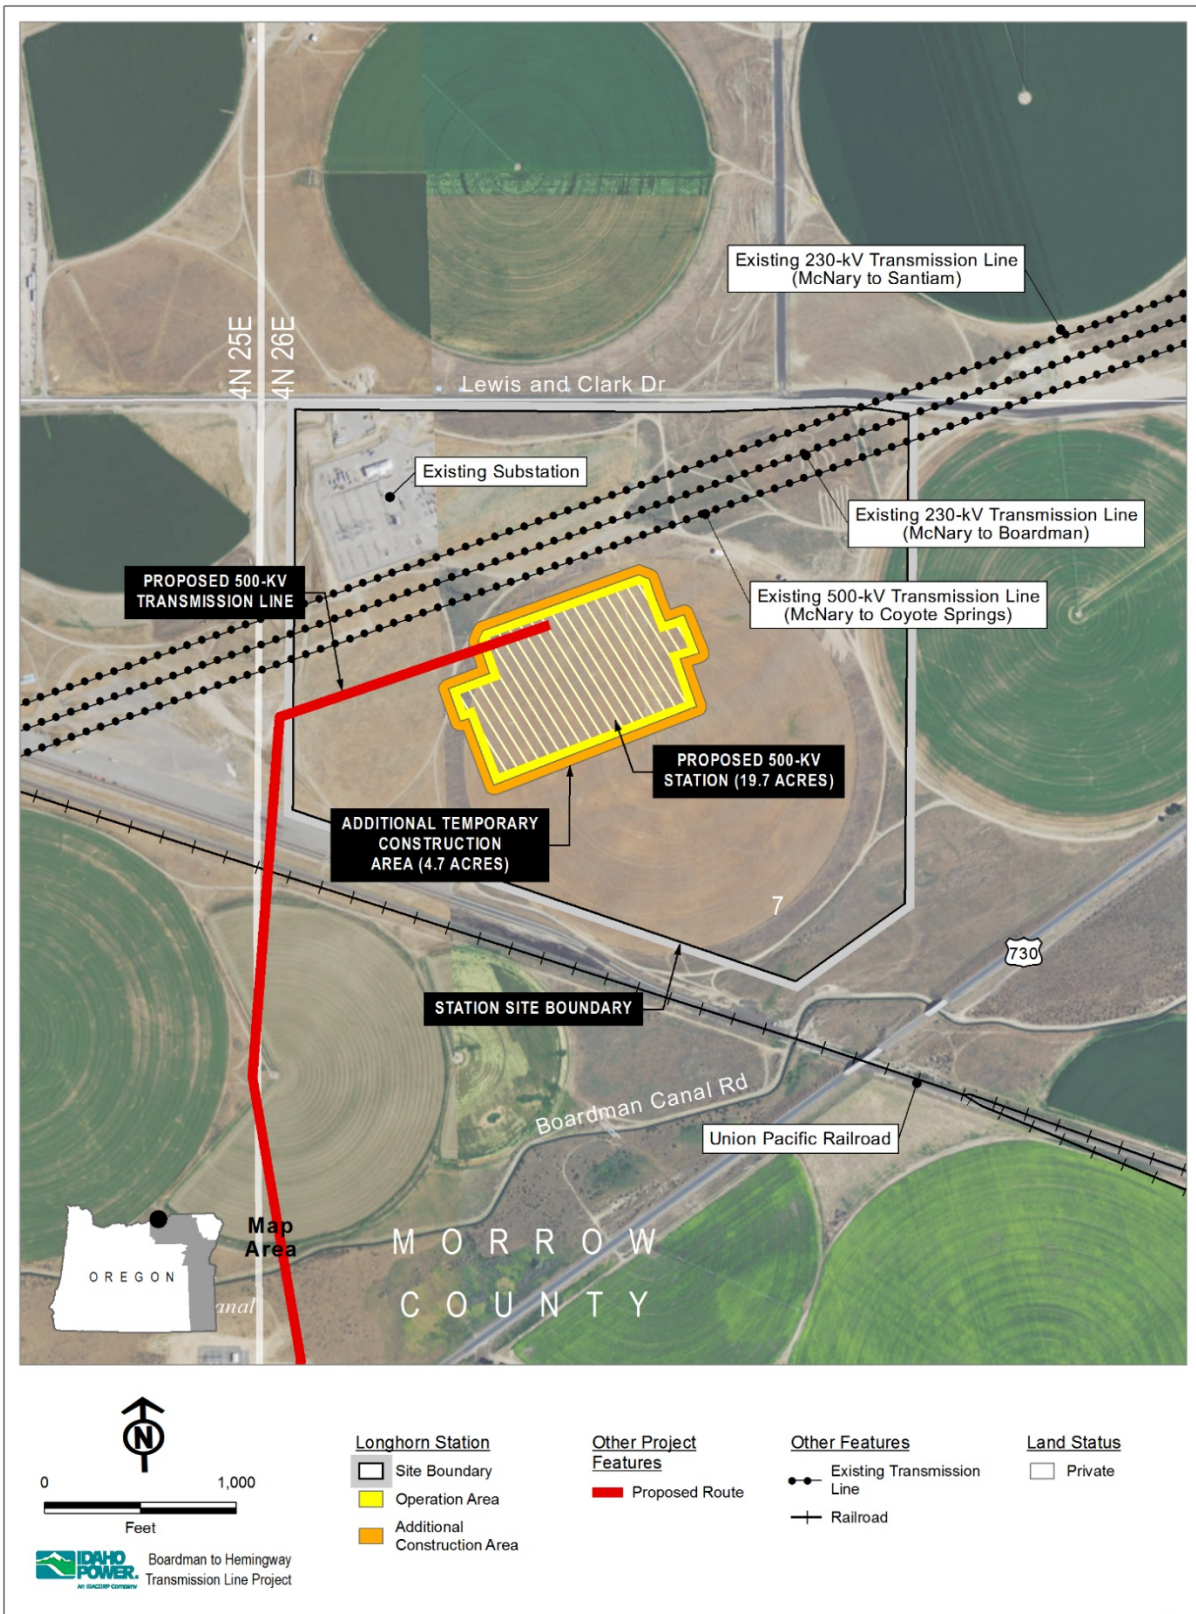 Existing 230-kV Transmission Line
(McNary to Santiam)
4N 25E
4N 26E
Lewis and Clark Dr
Existing Substation
Existing 230-kV Transmission Line
(McNary to Boardman)
PROPOSED 500-KV
TRANSMISSION LINE
Existing 500-kV Transmission Line
(McNary to Coyote Springs)
PROPOSED 500-KV
STATION (19.7 ACRES)
ADDITIONAL TEMPORARY
CONSTRUCTION
AREA (4.7 ACRES)
7
730
STATION SITE BOUNDARY
Boardman Canal Rd
Union Pacific Railroad
Map
Area
OREGON
anal
MORROW
COUNTY
N
0 1,000
Feet
IDAHO
POWER.
An IDACORP Company
Boardman to Hemingway
Transmission Line Project
Longhorn Station
Site Boundary
Operation Area
Additional
Construction Area
Other Project
Features
Proposed Route
Other Features
Existing Transmission
Line
Railroad
Land Status
Private